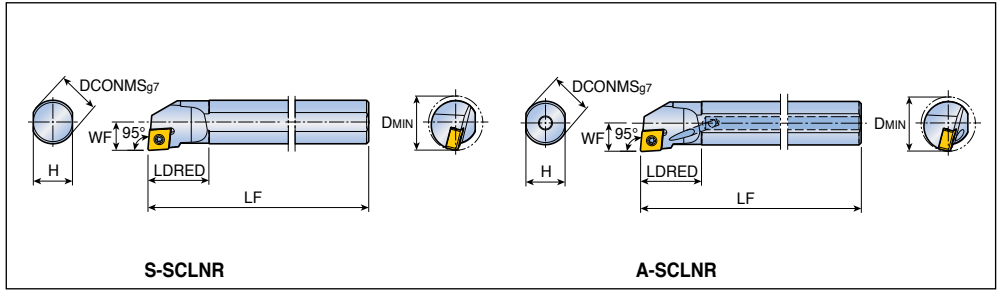 DCONMSg7
WF
95°
H
LDRED
LF
DMIN
S-SCLNR
DCONMSg7
WF
95°
H
LDRED
LF
DMIN
A-SCLNR